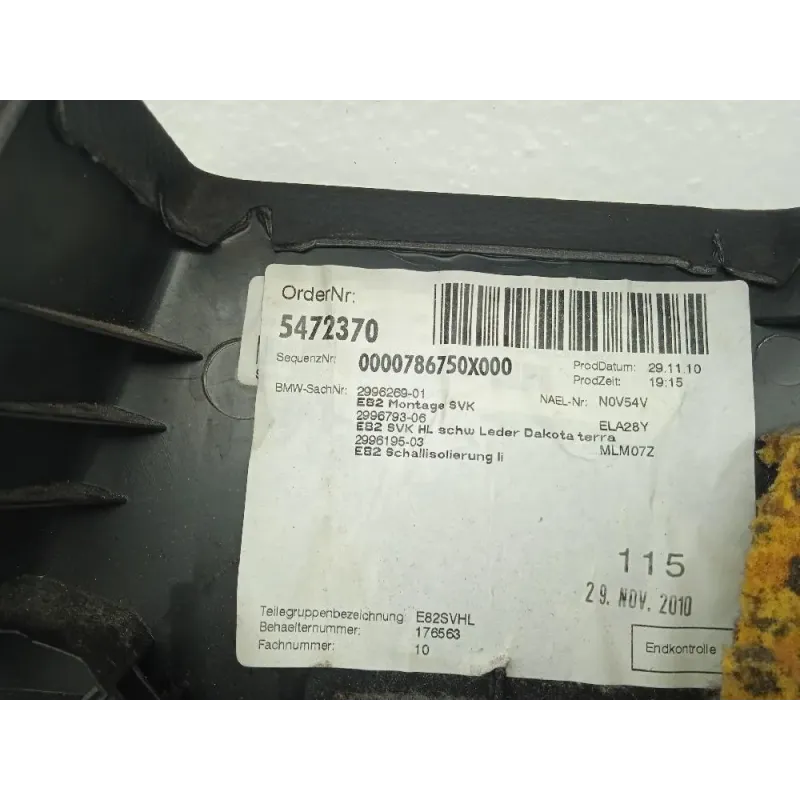 OrderNr:
5472370
SequenzNr: 0000786750X000
ProdDatum: 29.11.10
ProdZeit: 19:15
BMW-SachNr: 2996269-01
E82 Montage SVK
NAEL-Nr: N0V54V
2996793-06
E82 SVK HL schw Leder Dakota terra
ELA28Y
2996195-03
E82 Schallisolierung li
MLM07Z
115
29. NOV. 2010
Teilegruppenbezeichnung: E82SVHL
Behaelternummer: 176563
Fachnummer: 10
Endkontrolle